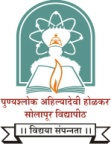 पुण्यश्लोक अहिल्यादेवी होळकर
सोलापूर विद्यापीठ
।। विद्यया संपन्नता ।।